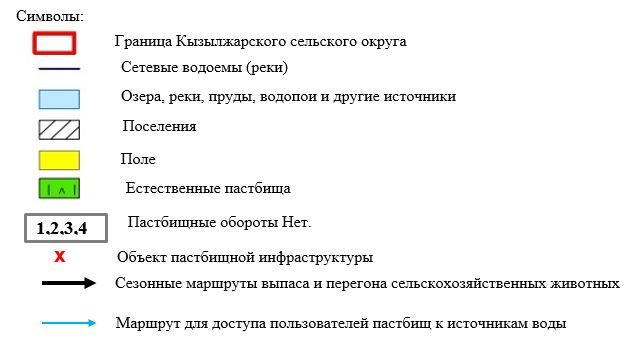 Символы:
Граница Кызылжарского сельского округа
Сетевые водоемы (реки)
Озера, реки, пруды, водопои и другие источники
Поселения
Поле
Естественные пастбища
1,2,3,4 Пастбищные обороты Нет.
X Объект пастбищной инфраструктуры
Сезонные маршруты выпаса и перегона сельскохозяйственных животных
Маршрут для доступа пользователей пастбищ к источникам воды